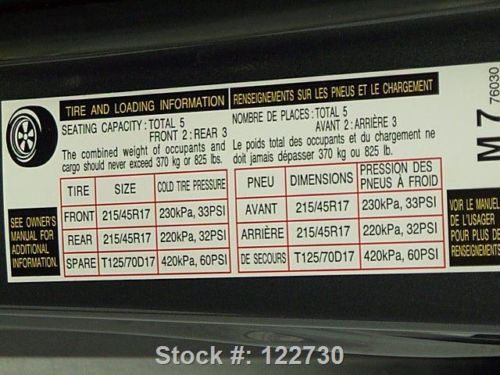 TIRE AND LOADING INFORMATION
SEATING CAPACITY: TOTAL 5
FRONT 2: REAR 3
The combined weight of occupants and
cargo should never exceed 370 kg or 825 lbs.
TIRE SIZE COLD TIRE PRESSURE
FRONT 215/45R17 230kPa, 33PSI
REAR 215/45R17 220kPa, 32PSI
SPARE T125/70D17 420kPa, 60PSI
SEE OWNER'S
MANUAL FOR
ADDITIONAL
INFORMATION
RENSEIGNEMENTS SUR LES PNEUS ET LE CHARGEMENT
NOMBRE DE PLACES: TOTAL 5
AVANT 2: ARRIÈRE 3
Le poids total des occupants et du chargement ne
doit jamais dépasser 370 kg ou 825 lbs.
PNEU DIMENSIONS PRESSION DES
PNEUS À FROID
AVANT 215/45R17 230kPa, 33PSI
ARRIÈRE 215/45R17 220kPa, 32PSI
DE SECOURS T125/70D17 420kPa, 60PSI
VOIR LE MANUEL
DE L'USAGER
POUR PLUS DE
RENSEIGNEMENTS
M 7 76030
Stock #: 122730